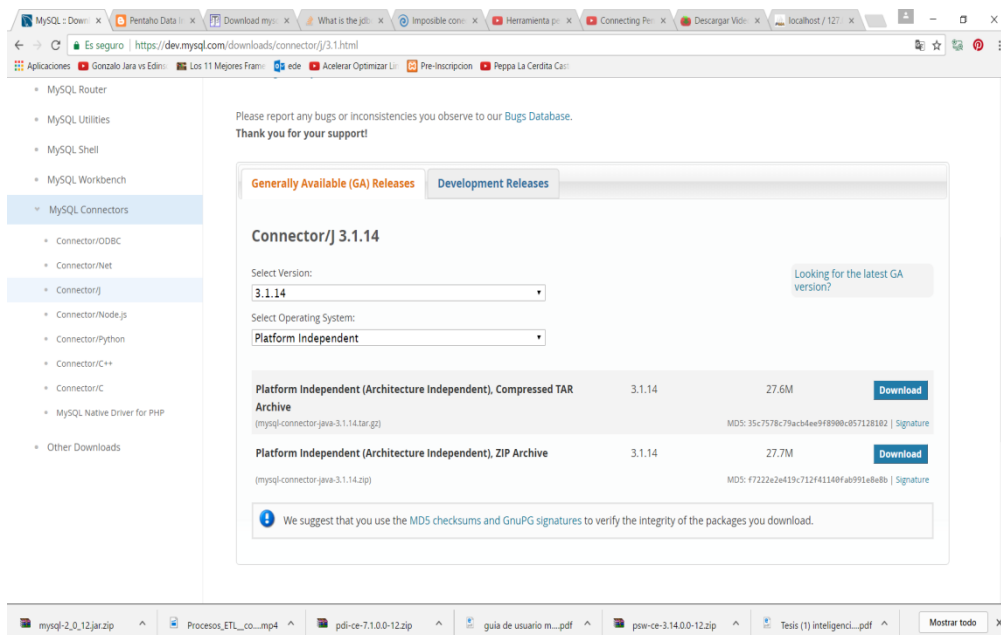 MySQL :: Down
Pentaho Data I
Download mys
What is the jdb
Imposible cone
Herramienta pe
Connecting Pe
Descargar Vide
localhost / 127.
Es seguro | https://dev.mysql.com/downloads/connector/j/3.1.html
Aplicaciones
Gonzalo Jara vs Edins
Los 11 Mejores Frame
ede
Acelerar Optimizar Lin
Pre-Inscripcion
Peppa La Cerdita Cas
MySQL Router
MySQL Utilities
MySQL Shell
MySQL Workbench
MySQL Connectors
Connector/ODBC
Connector/Net
Connector/J
Connector/Node.js
Connector/Python
Connector/C++
Connector/C
MySQL Native Driver for PHP
Other Downloads
Please report any bugs or inconsistencies you observe to our Bugs Database.
Thank you for your support!
Generally Available (GA) Releases
Development Releases
Connector/J 3.1.14
Select Version:
3.1.14
Looking for the latest GA
version?
Select Operating System:
Platform Independent
Platform Independent (Architecture Independent), Compressed TAR
Archive
3.1.14
27.6M
Download
(mysql-connector-java-3.1.14.tar.gz)
MD5: 35c7578c79acb4ee9f8900c057128102 | Signature
Platform Independent (Architecture Independent), ZIP Archive
3.1.14
27.7M
Download
(mysql-connector-java-3.1.14.zip)
MD5: f7222e2e419c712f41140fab991e8e8b | Signature
We suggest that you use the MD5 checksums and GnuPG signatures to verify the integrity of the packages you download.
mysql-2_0_12.jar.zip
Procesos_ETL__co....mp4
pdi-ce-7.1.0.0-12.zip
guia de usuario m....pdf
psw-ce-3.14.0.0-12.zip
Tesis (1) inteligenci....pdf
Mostrar todo